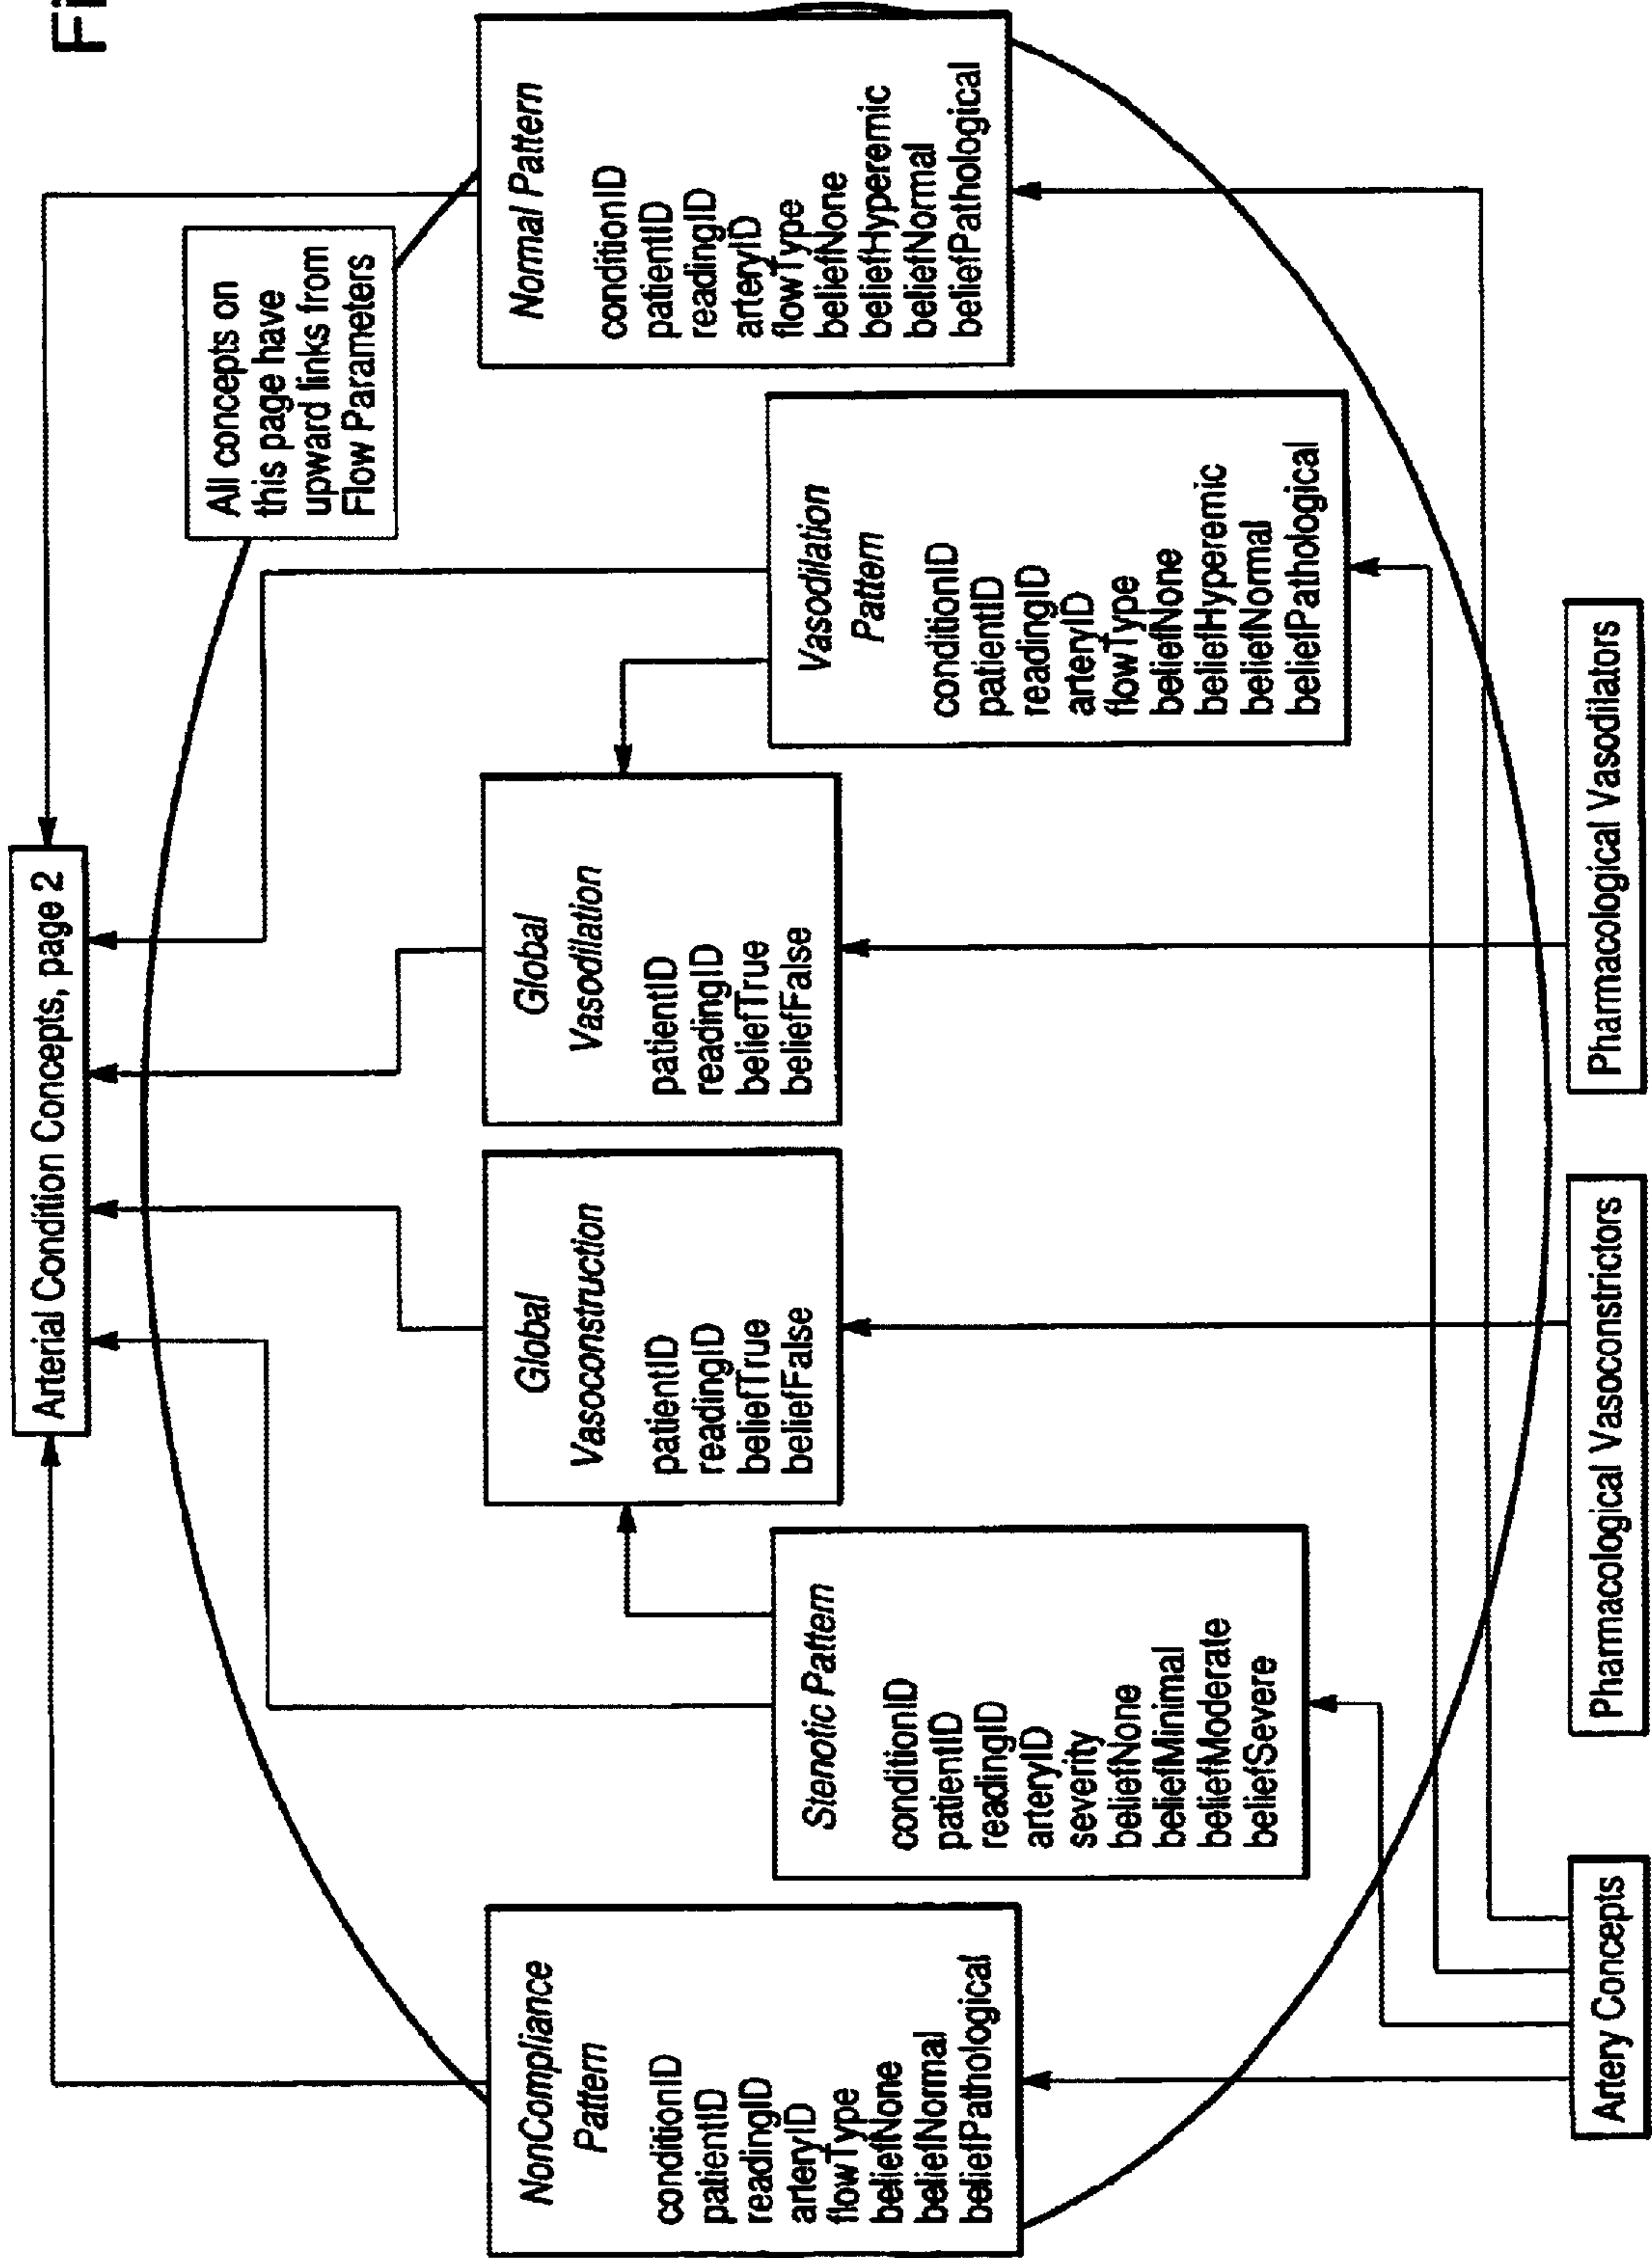 Fi
Arterial Condition Concepts, page 2
All concepts on
this page have
upward links from
Flow Parameters
NonCompliance
Pattern
conditionID
patientID
readingID
arteryID
flowType
beliefNone
beliefNormal
beliefPathological
Stenotic Pattern
conditionID
patientID
readingID
arteryID
severity
beliefNone
beliefMinimal
beliefModerate
beliefSevere
Global
Vasoconstruction
patientID
readingID
beliefTrue
beliefFalse
Global
Vasodilation
patientID
readingID
beliefTrue
beliefFalse
Vasodilation
Pattern
conditionID
patientID
readingID
arteryID
flowType
beliefNone
beliefHyperemic
beliefNormal
beliefPathological
Normal Pattern
conditionID
patientID
readingID
arteryID
flowType
beliefNone
beliefHyperemic
beliefNormal
beliefPathological
Artery Concepts
Pharmacological Vasoconstrictors
Pharmacological Vasodilators